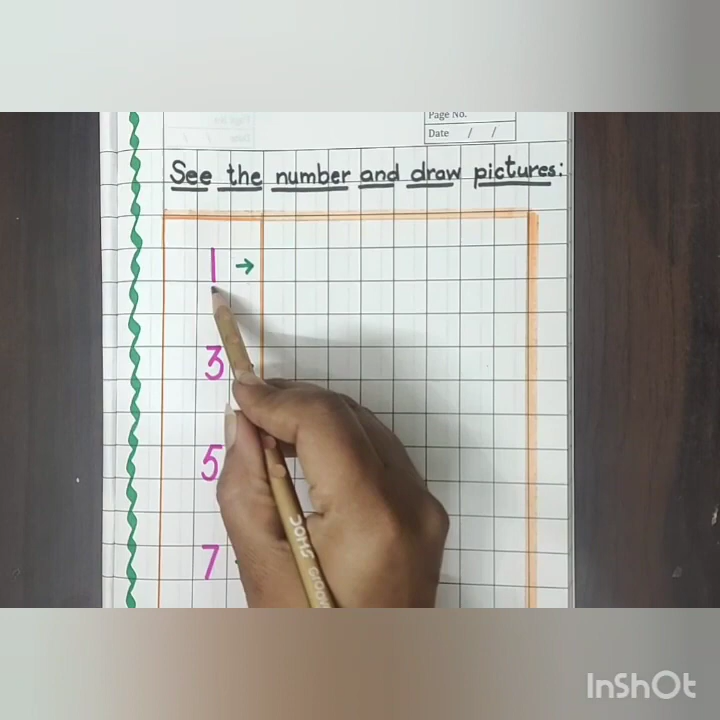 Page No.
Date / /
See the number and draw pictures:
1 →
3
5
7
InShOt